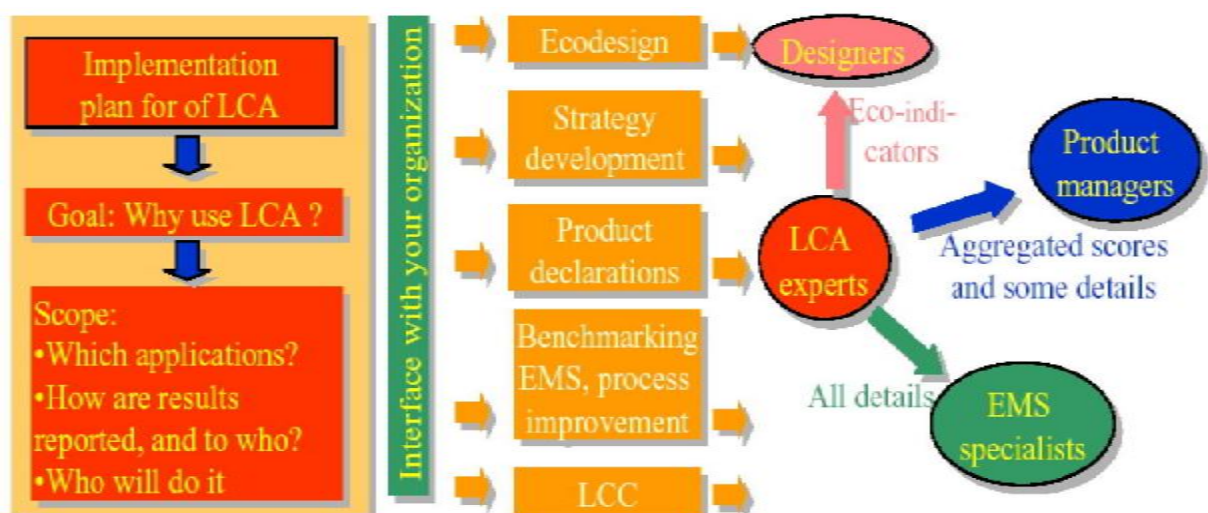 Implementation
plan for of LCA
Goal: Why use LCA ?
Scope:
•Which applications?
•How are results
reported, and to who?
•Who will do it
Interface with your organization
Ecodesign
Strategy
development
Product
declarations
Benchmarking
EMS, process
improvement
LCC
Designers
Eco-indi-
cators
LCA
experts
Product
managers
Aggregated scores
and some details
All details
EMS
specialists